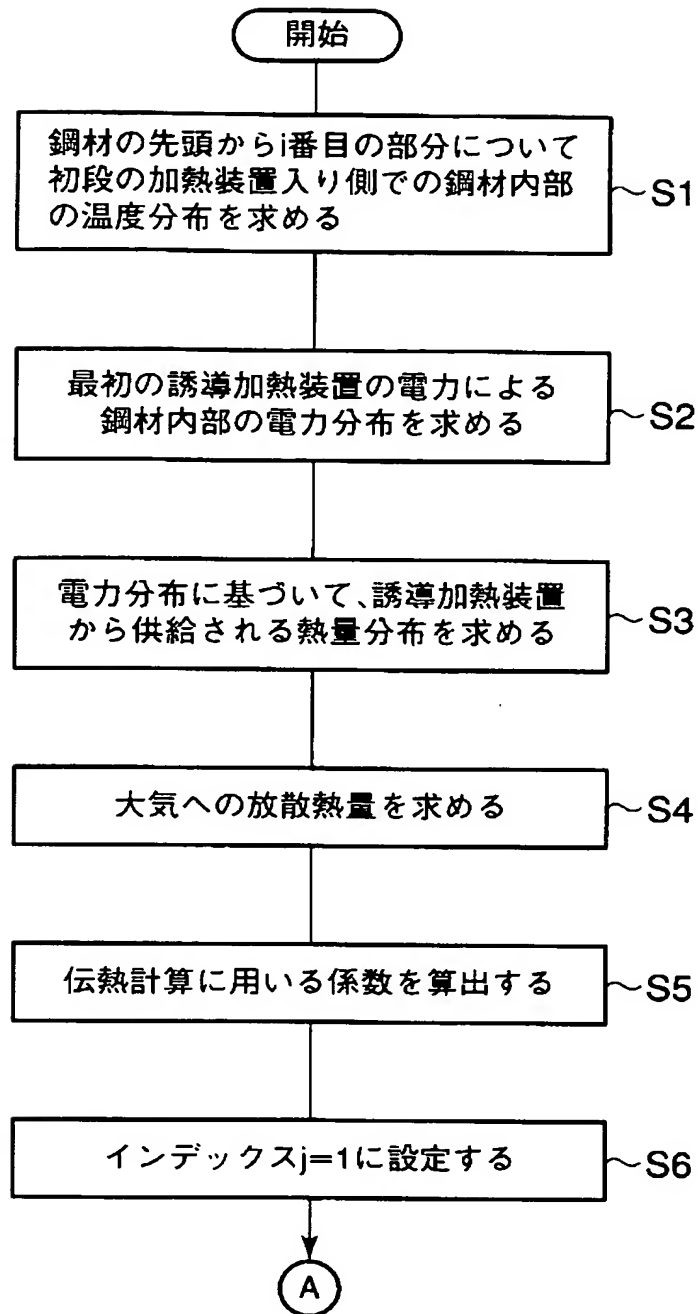 開始
鋼材の先頭からi番目の部分について
初段の加熱装置入り側での鋼材内部
の温度分布を求める
~S1
最初の誘導加熱装置の電力による
鋼材内部の電力分布を求める
~S2
電力分布に基づいて、誘導加熱装置
から供給される熱量分布を求める
~S3
大気への放散熱量を求める
~S4
伝熱計算に用いる係数を算出する
~S5
インデックスj=1に設定する
~S6
A